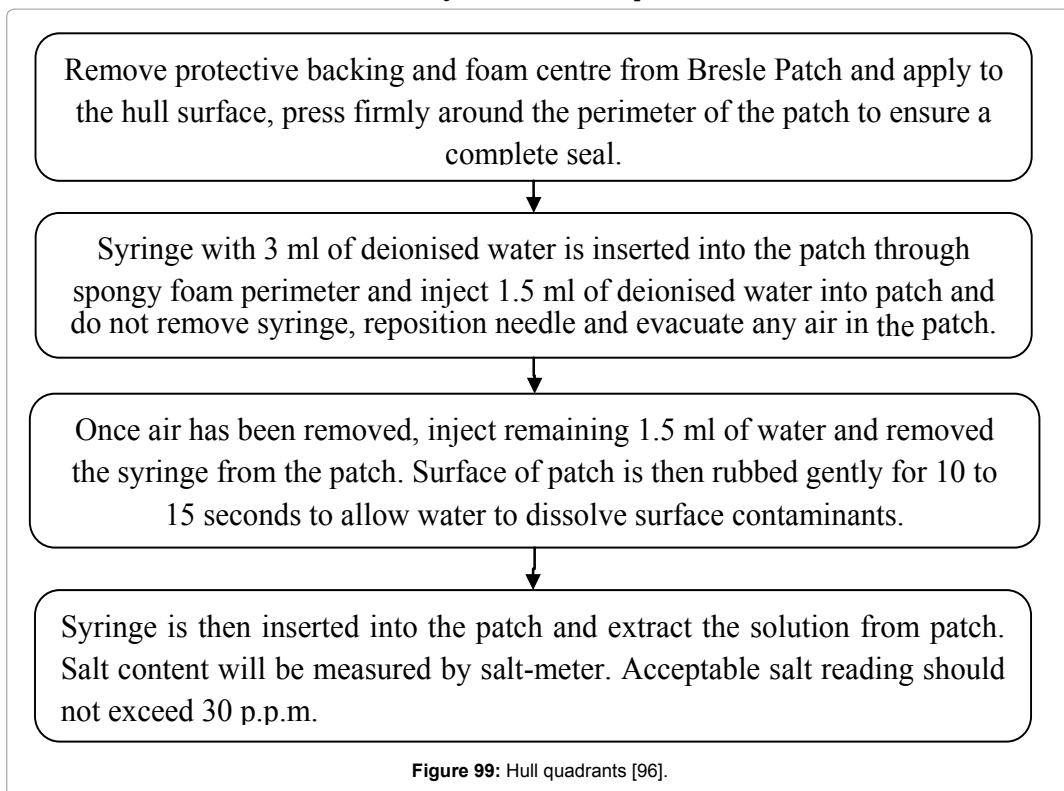 Remove protective backing and foam centre from Bresle Patch and apply to
the hull surface, press firmly around the perimeter of the patch to ensure a
complete seal.
Syringe with 3 ml of deionised water is inserted into the patch through
spongy foam perimeter and inject 1.5 ml of deionised water into patch and
do not remove syringe, reposition needle and evacuate any air in the patch.
Once air has been removed, inject remaining 1.5 ml of water and removed
the syringe from the patch. Surface of patch is then rubbed gently for 10 to
15 seconds to allow water to dissolve surface contaminants.
Syringe is then inserted into the patch and extract the solution from patch.
Salt content will be measured by salt-meter. Acceptable salt reading should
not exceed 30 p.p.m.
Figure 99: Hull quadrants [96].